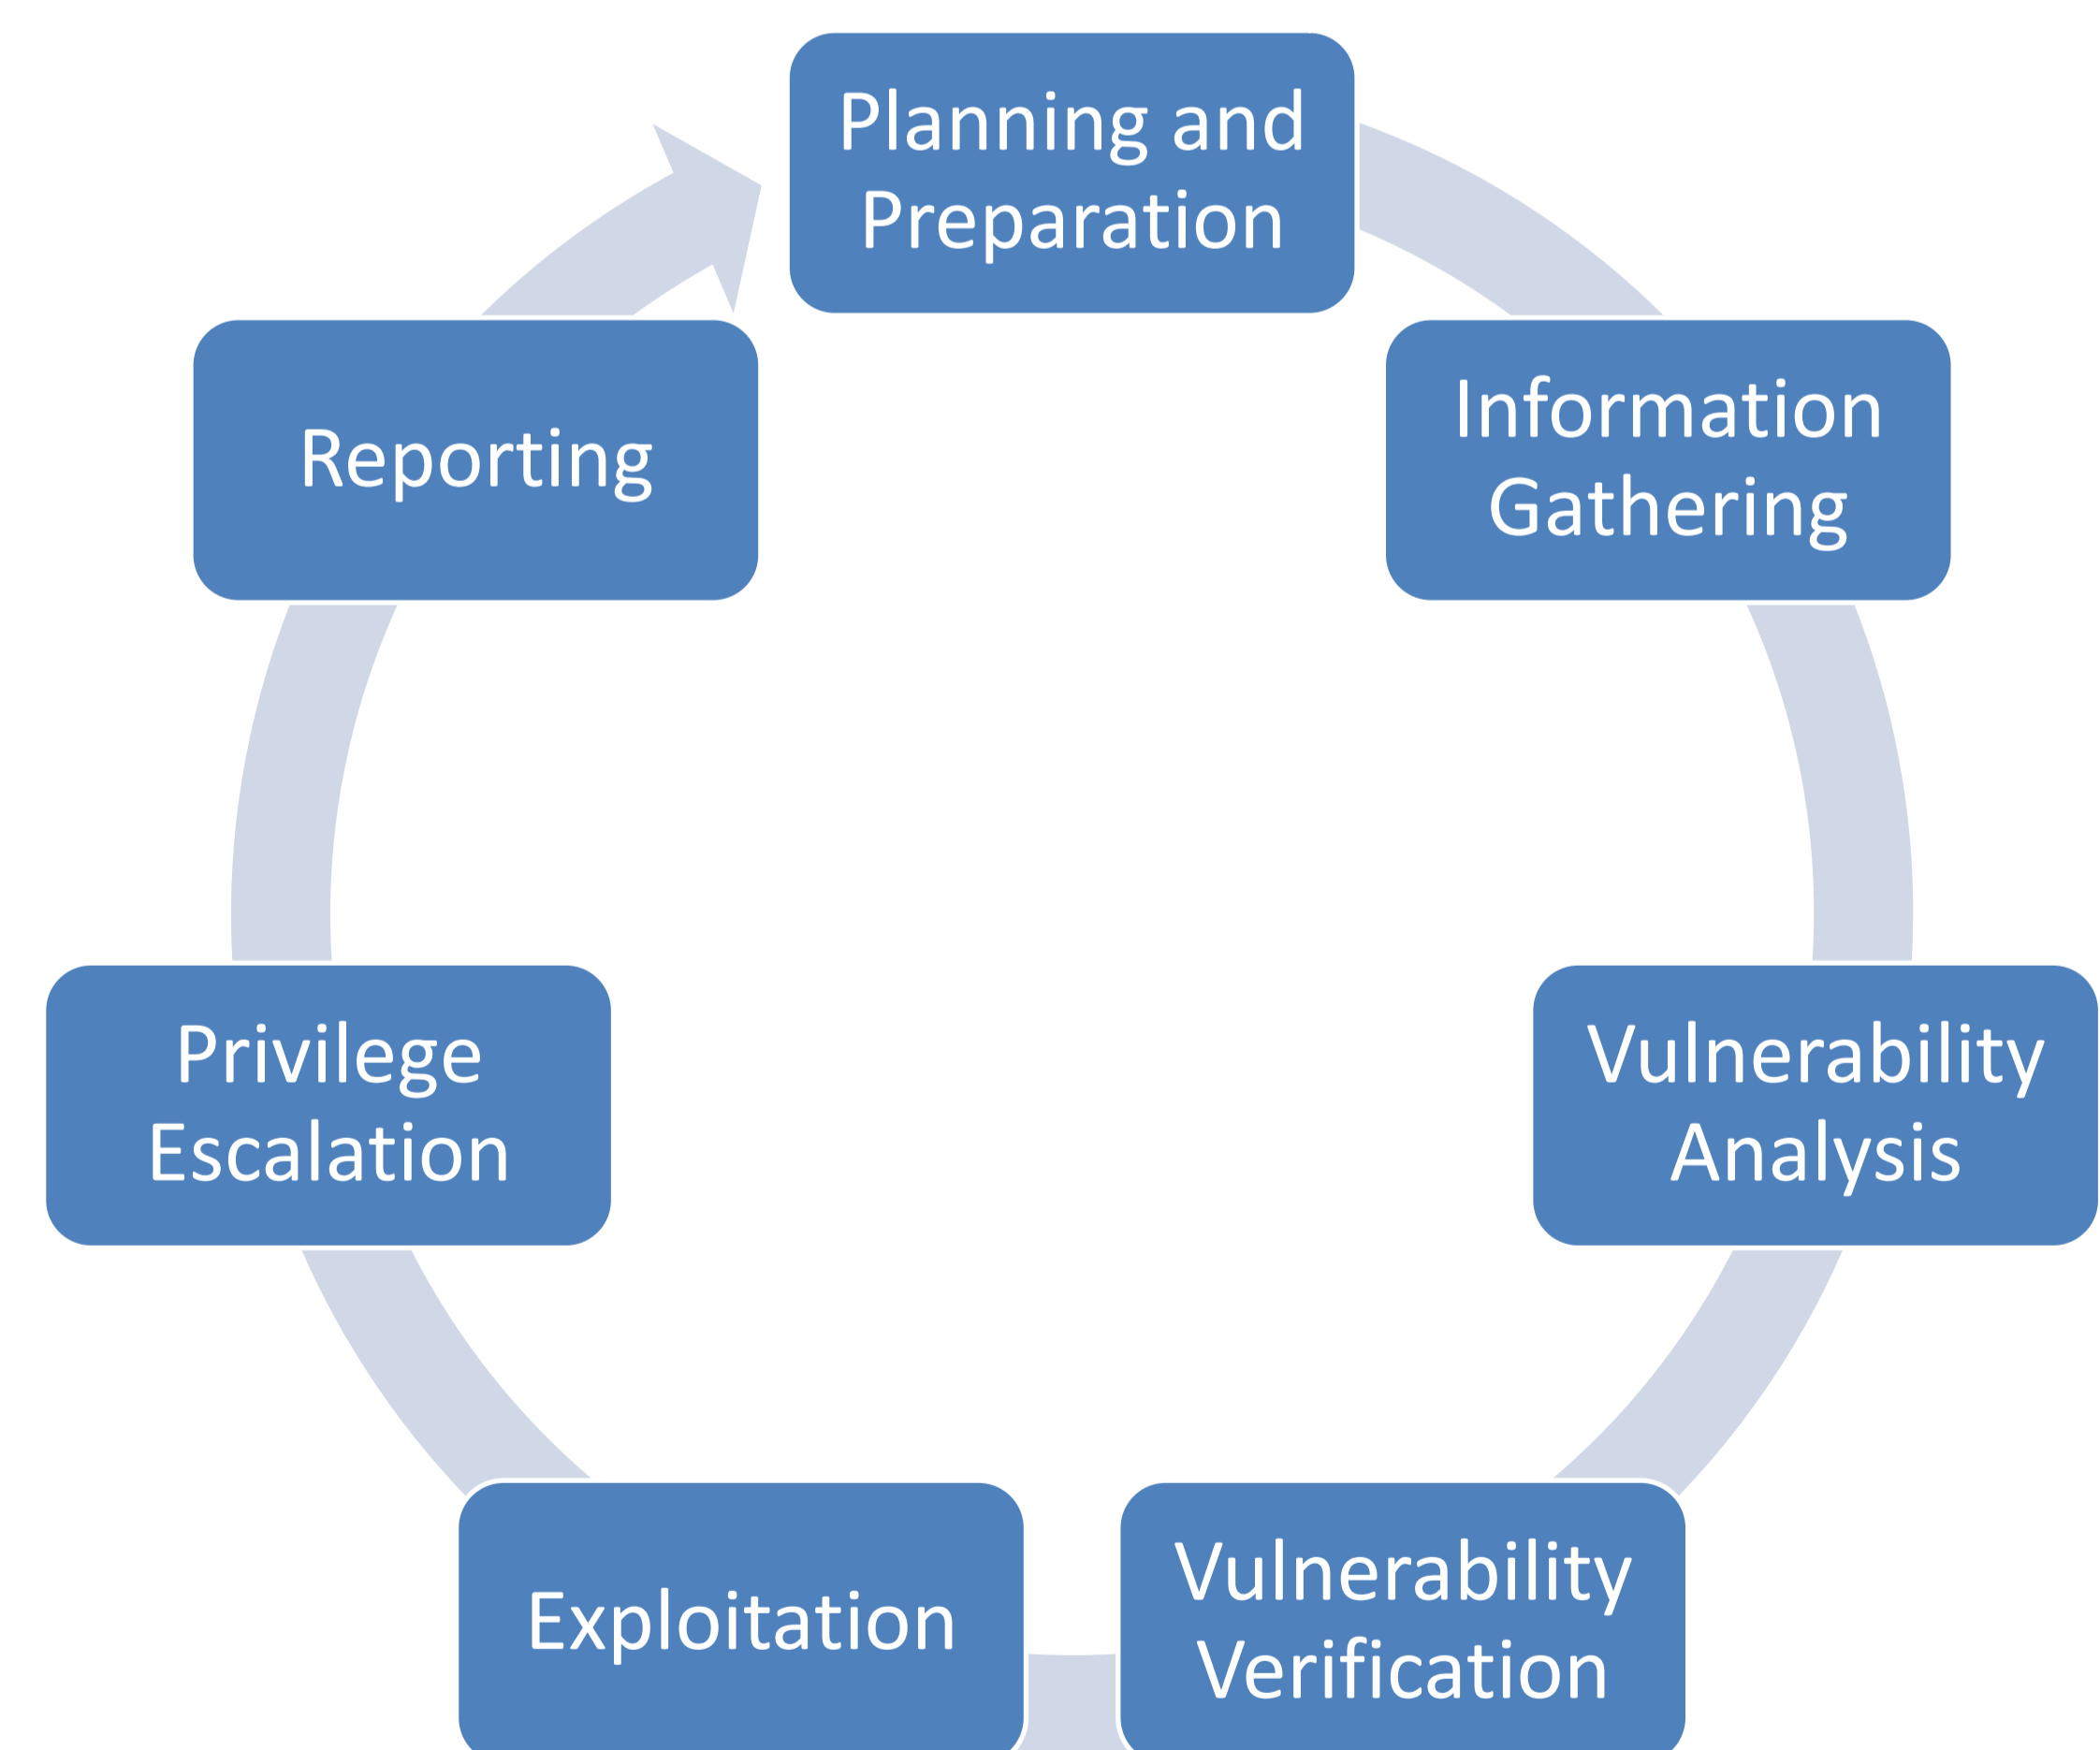 Planning and
Preparation
Information
Gathering
Vulnerability
Analysis
Vulnerability
Verification
Exploitation
Privilege
Escalation
Reporting